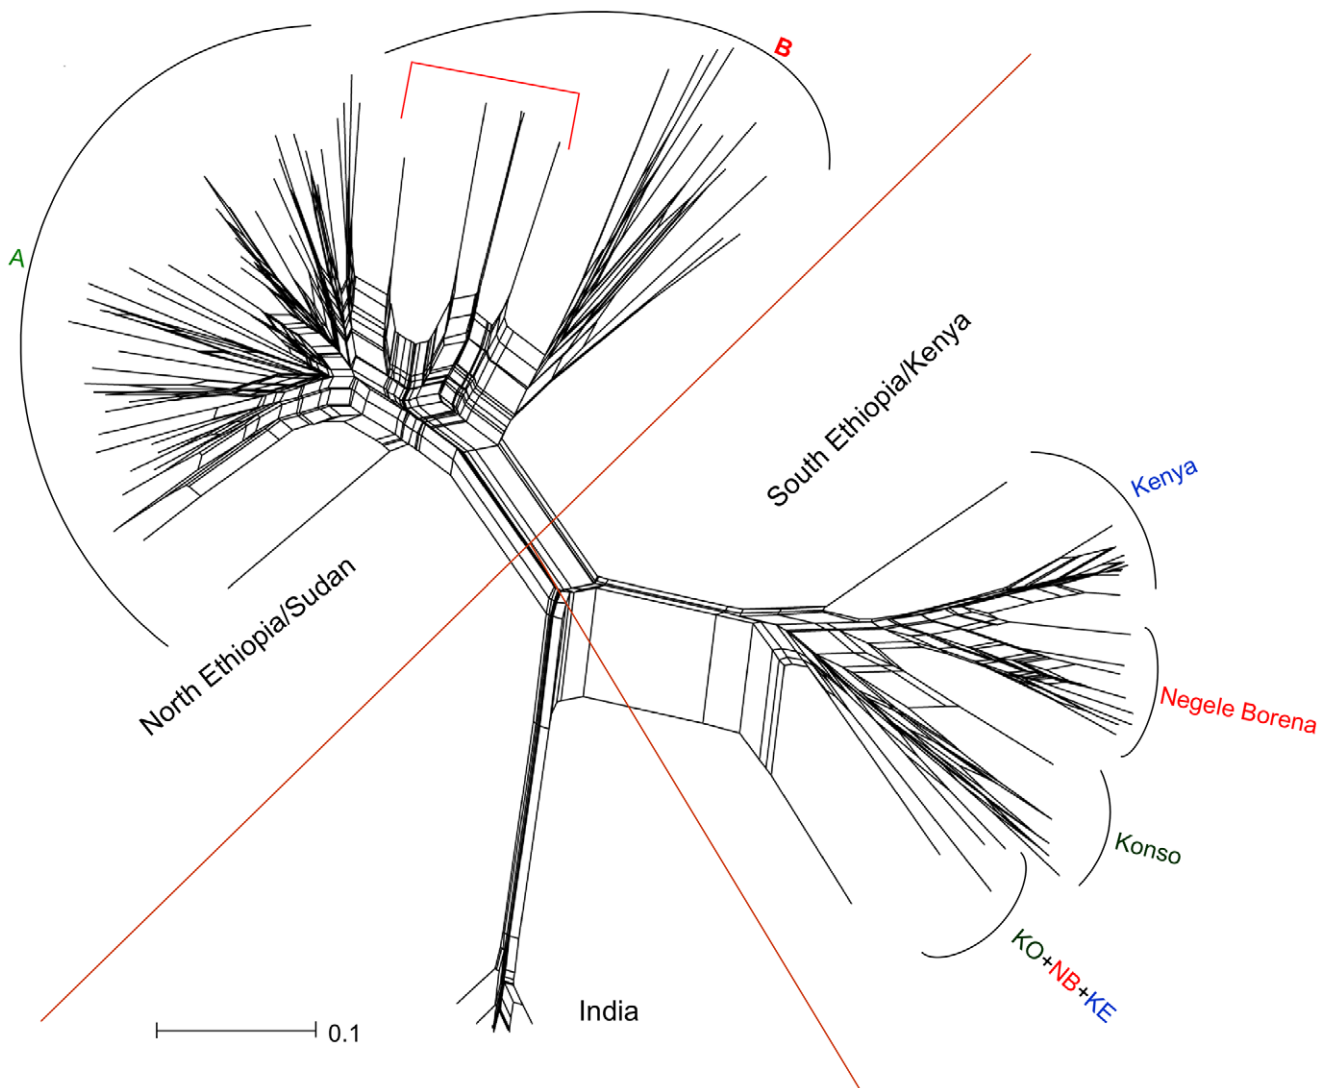 B
A
South Ethiopia/Kenya
Kenya
North Ethiopia/Sudan
Negele Borena
Konso
KO+NB+KE
India
0.1